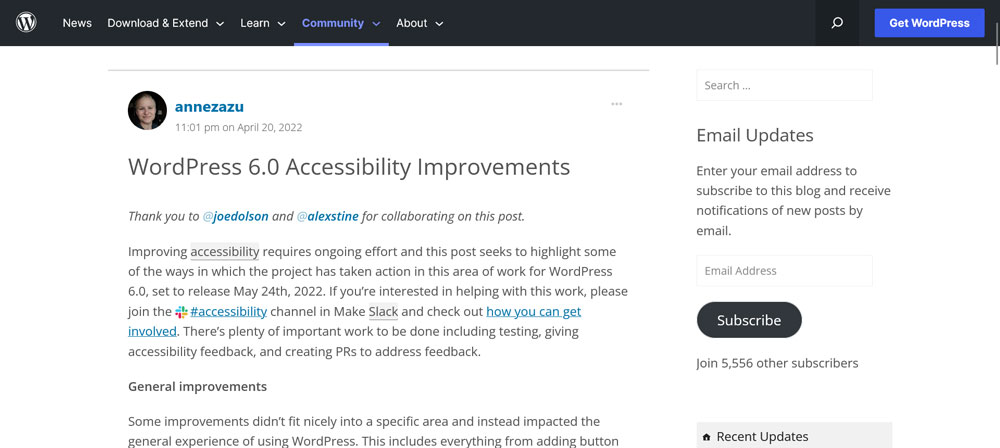 News Download & Extend Learn Community About Get WordPress
annezazu
11:01 pm on April 20, 2022
WordPress 6.0 Accessibility Improvements
Thank you to @joedolson and @alexstine for collaborating on this post.
Improving accessibility requires ongoing effort and this post seeks to highlight some
of the ways in which the project has taken action in this area of work for WordPress
6.0, set to release May 24th, 2022. If you’re interested in helping with this work, please
join the #accessibility channel in Make Slack and check out how you can get
involved. There’s plenty of important work to be done including testing, giving
accessibility feedback, and creating PRs to address feedback.
General improvements
Some improvements didn’t fit nicely into a specific area and instead impacted the
general experience of using WordPress. This includes everything from adding button
Search ...
Email Updates
Enter your email address to
subscribe to this blog and receive
notifications of new posts by
email.
Email Address
Subscribe
Join 5,556 other subscribers
Recent Updates